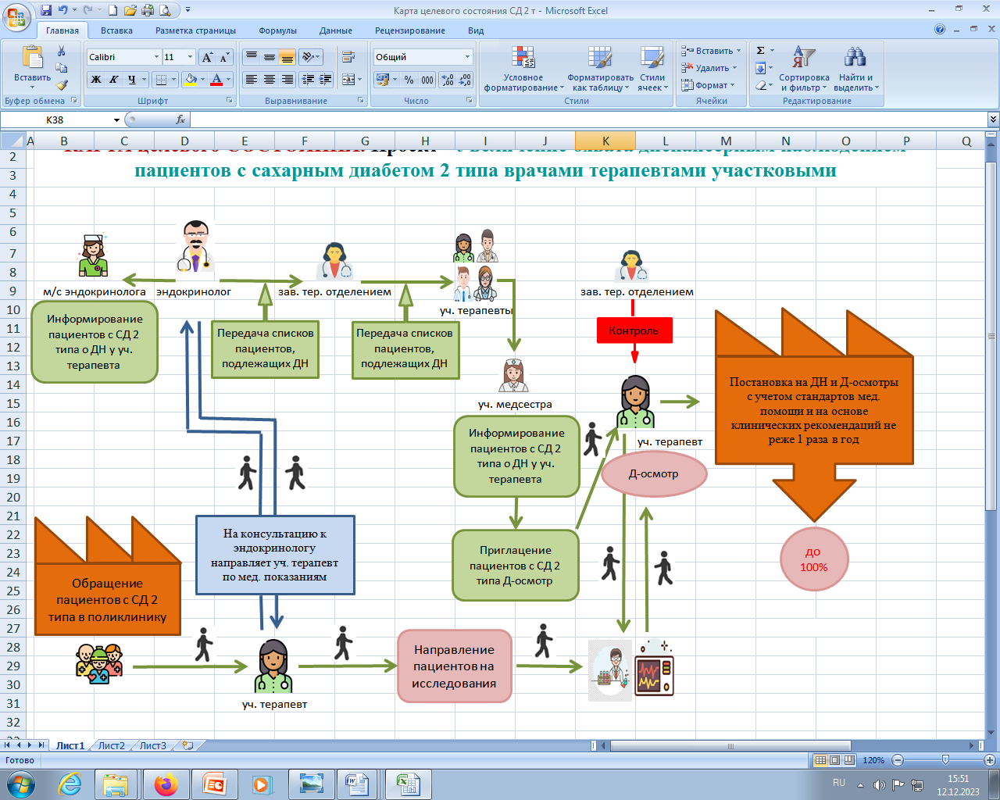 Карта целевого состояния СД 2 т - Microsoft Excel
Главная Вставка Разметка страницы Формулы Данные Рецензирование Вид
Вставить
Буфер обмена
Calibri 11
Ж К Ч А
Шрифт
Выравнивание
Общий
% 000
Число
Условное форматирование
Форматировать как таблицу
Стили ячеек
Стили
Вставить
Удалить
Формат
Ячейки
Σ
Сортировка и фильтр
Найти и выделить
Редактирование
K38
fx
A B C D E F G H I J K L M N O P Q
пациентов с сахарным диабетом 2 типа врачами терапевтами участковыми
м/с эндокринолога
эндокринолог
зав. тер. отделением
уч. терапевты
зав. тер. отделением
Информирование
пациентов с СД 2
типа о ДН у уч.
терапевта
Передача списков
пациентов,
подлежащих ДН
Передача списков
пациентов,
подлежащих ДН
Контроль
уч. медсестра
уч. терапевт
Постановка на ДН и Д-осмотры
с учетом стандартов мед.
помощи и на основе
клинических рекомендаций не
реже 1 раза в год
Информирование
пациентов с СД 2
типа о ДН у уч.
терапевта
Д-осмотр
На консультацию к
эндокринологу
направляет уч. терапевт
по мед. показаниям
Приглацение
пациентов с СД 2
типа Д-осмотр
до
100%
Обращение
пациентов с СД 2
типа в поликлинику
Направление
пациентов на
исследования
уч. терапевт
2
3
4
5
6
7
8
9
10
11
12
13
14
15
16
17
18
19
20
21
22
23
24
25
26
27
28
29
30
31
32
Лист1 Лист2 Лист3
Готово
120%
RU
15:51
12.12.2023